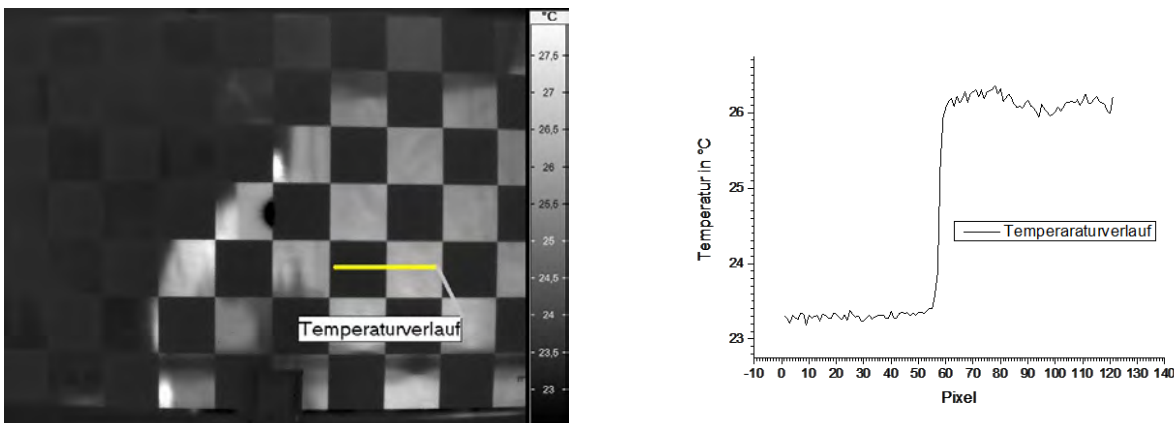 °C
27,5
27
26,5
26
25,5
25
24,5
24
23,5
23
Temperaturverlauf
Temperatur in °C
26
25
24
23
Temperaraturverlauf
-10 0 10 20 30 40 50 60 70 80 90 100 110 120 130 140
Pixel